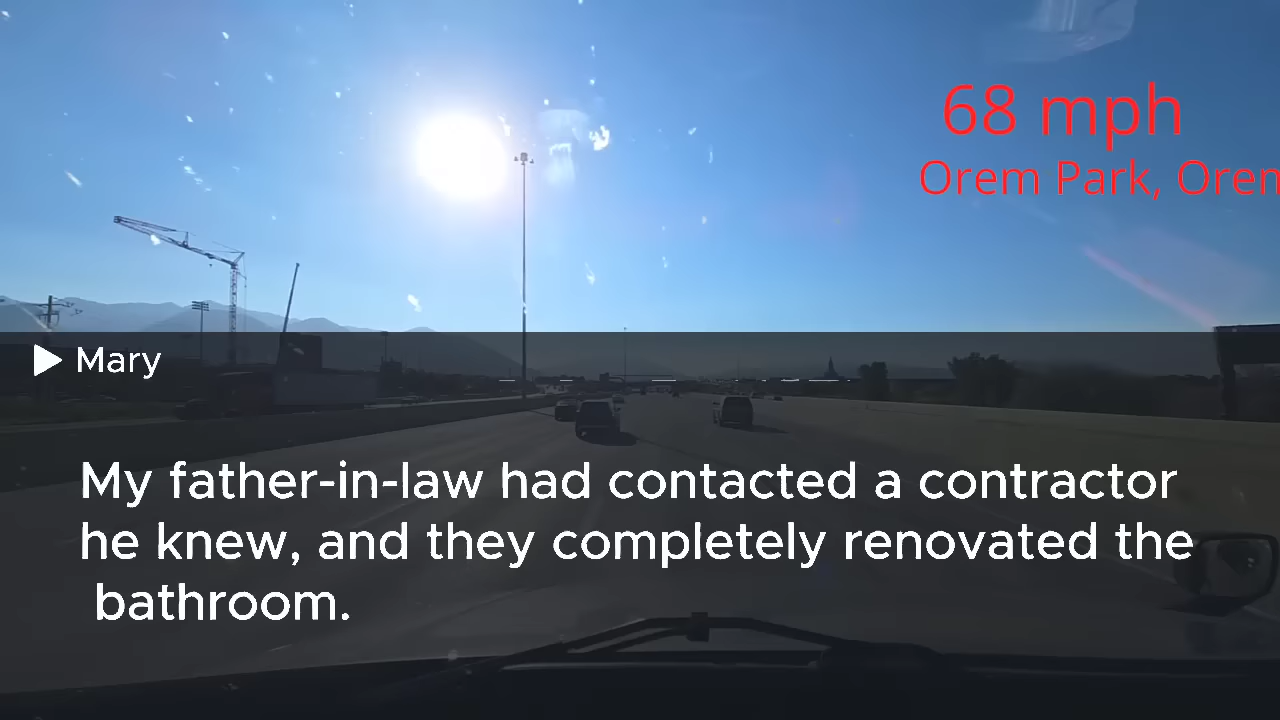 68 mph
Orem Park, Orem
Mary
My father-in-law had contacted a contractor
he knew, and they completely renovated the
bathroom.